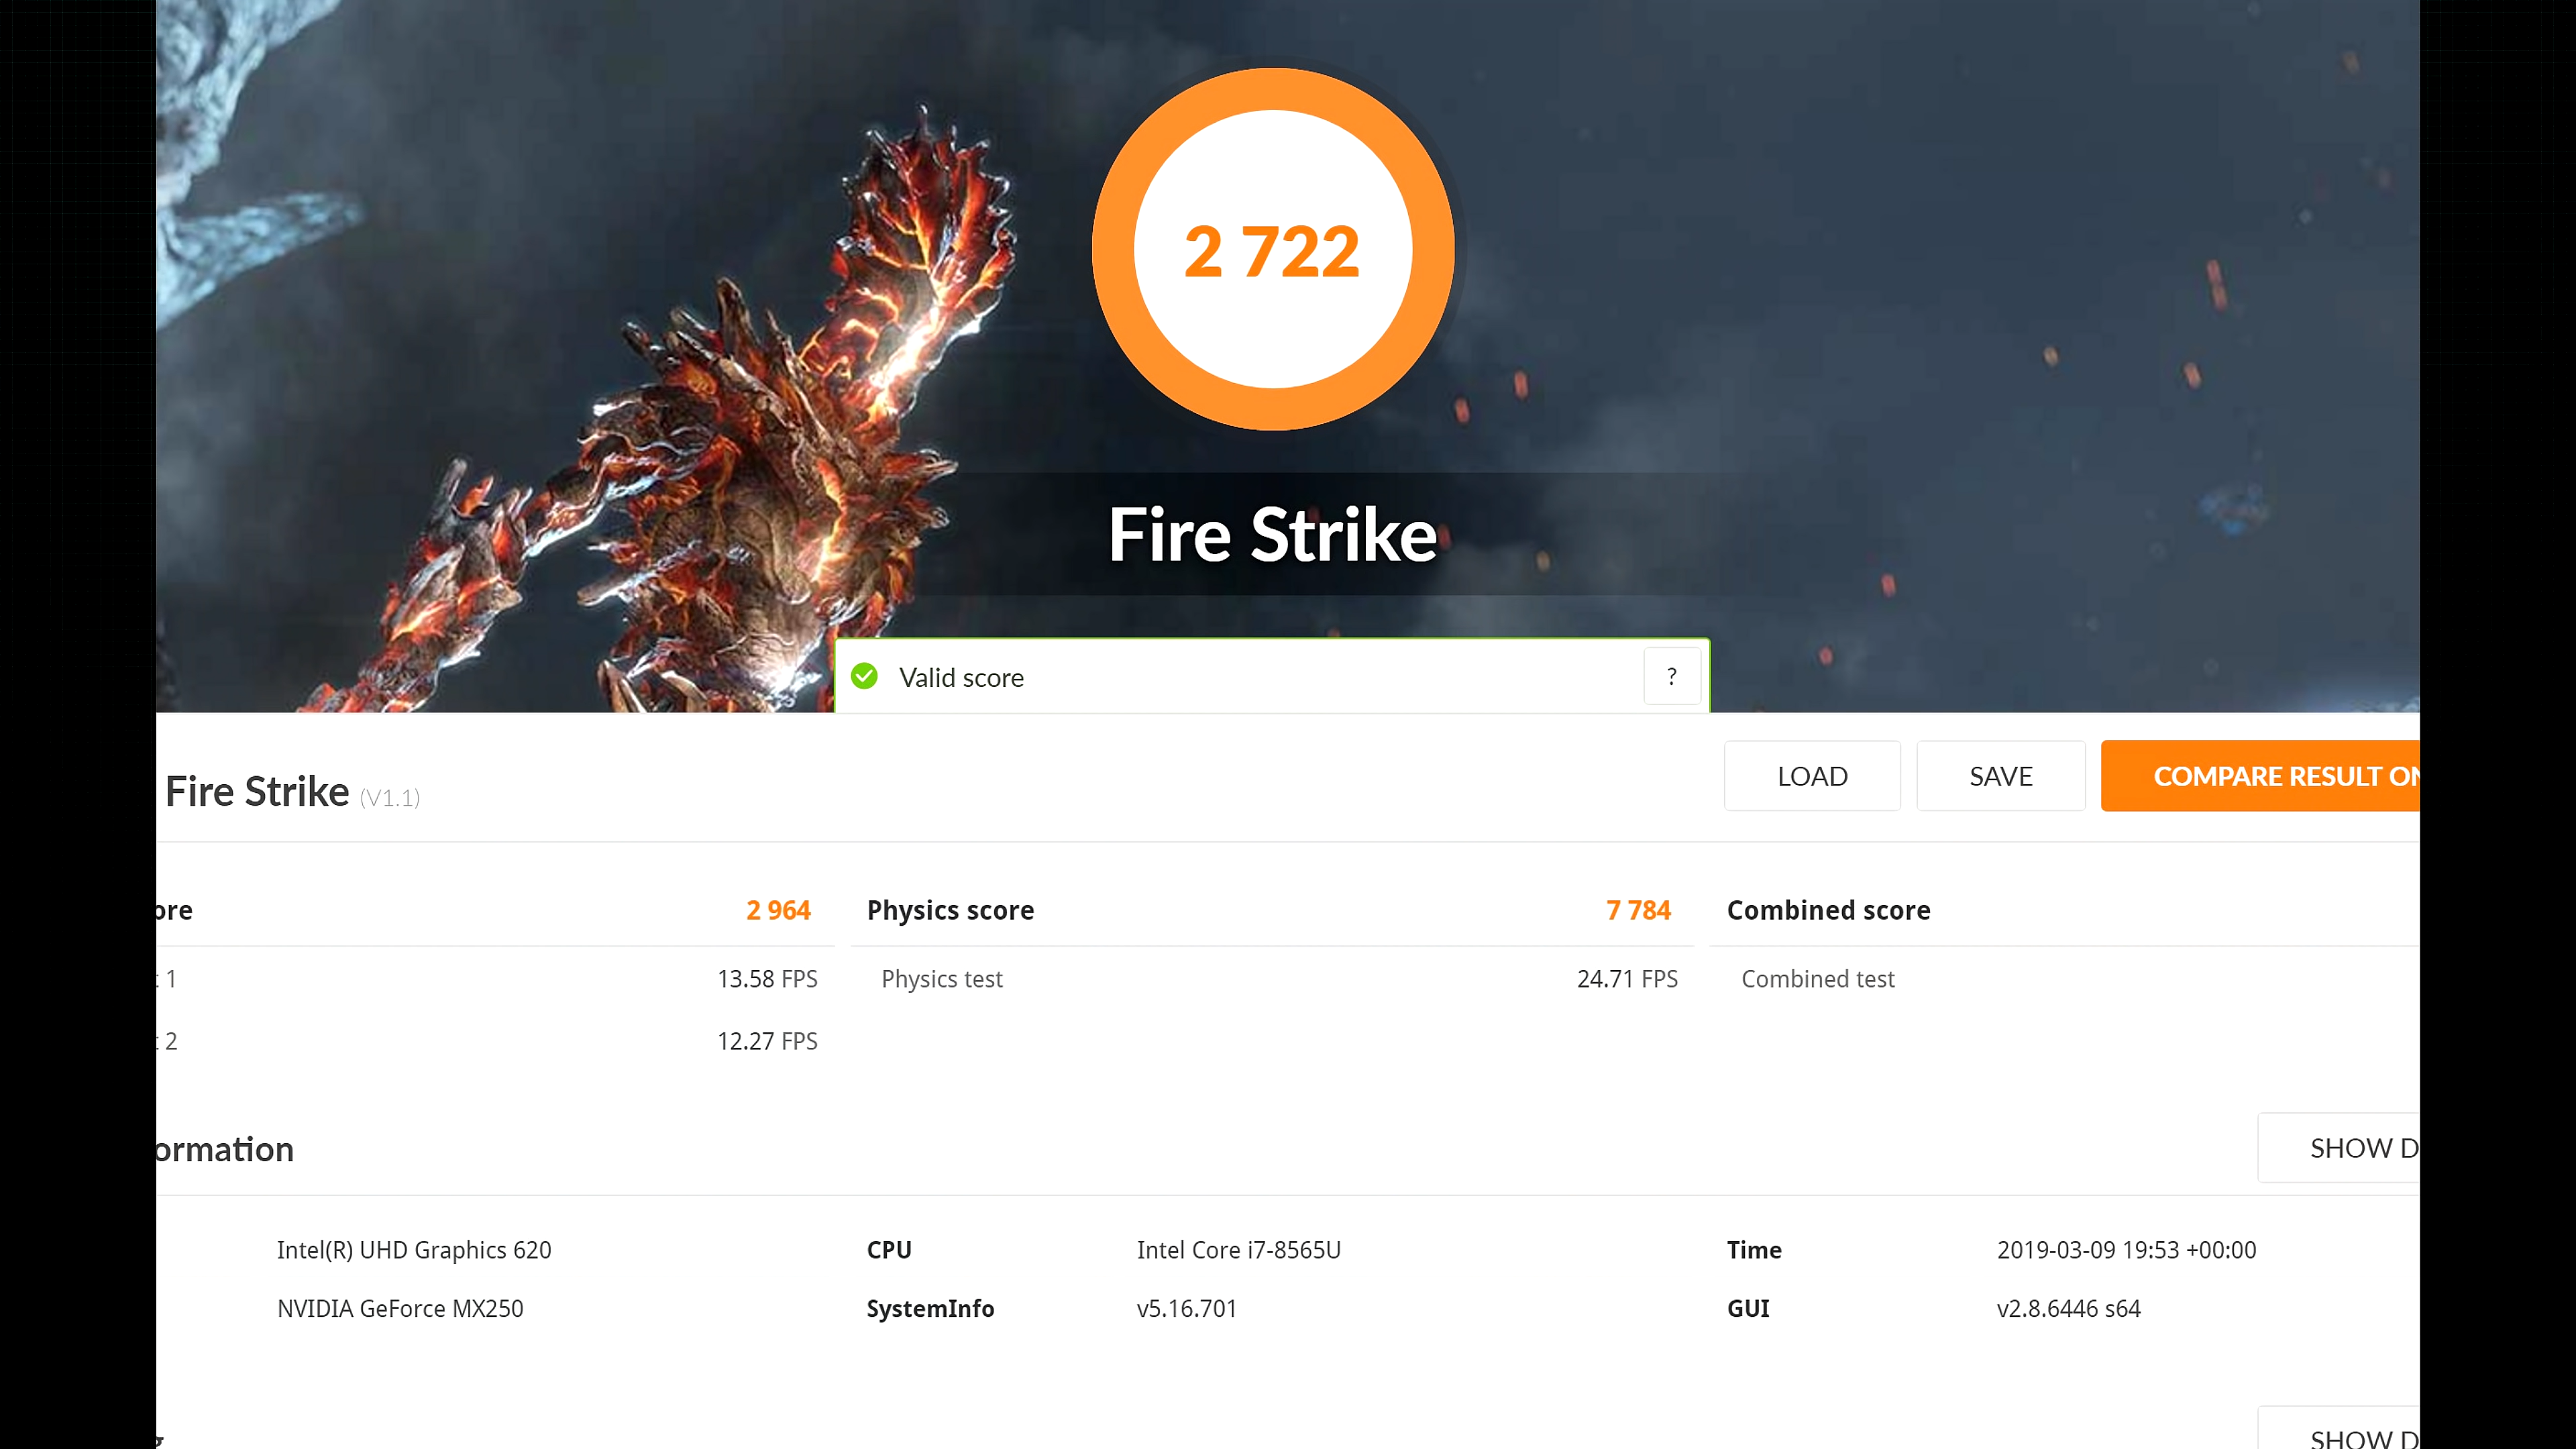 2 722
Fire Strike
Valid score
?
Fire Strike (V1.1)
LOAD
SAVE
COMPARE RESULT ON
ore
2 964
Physics score
7 784
Combined score
t 1
13.58 FPS
Physics test
24.71 FPS
Combined test
t 2
12.27 FPS
ormation
SHOW D
Intel(R) UHD Graphics 620
CPU
Intel Core i7-8565U
Time
2019-03-09 19:53 +00:00
NVIDIA GeForce MX250
SystemInfo
v5.16.701
GUI
v2.8.6446 s64
SHOW D